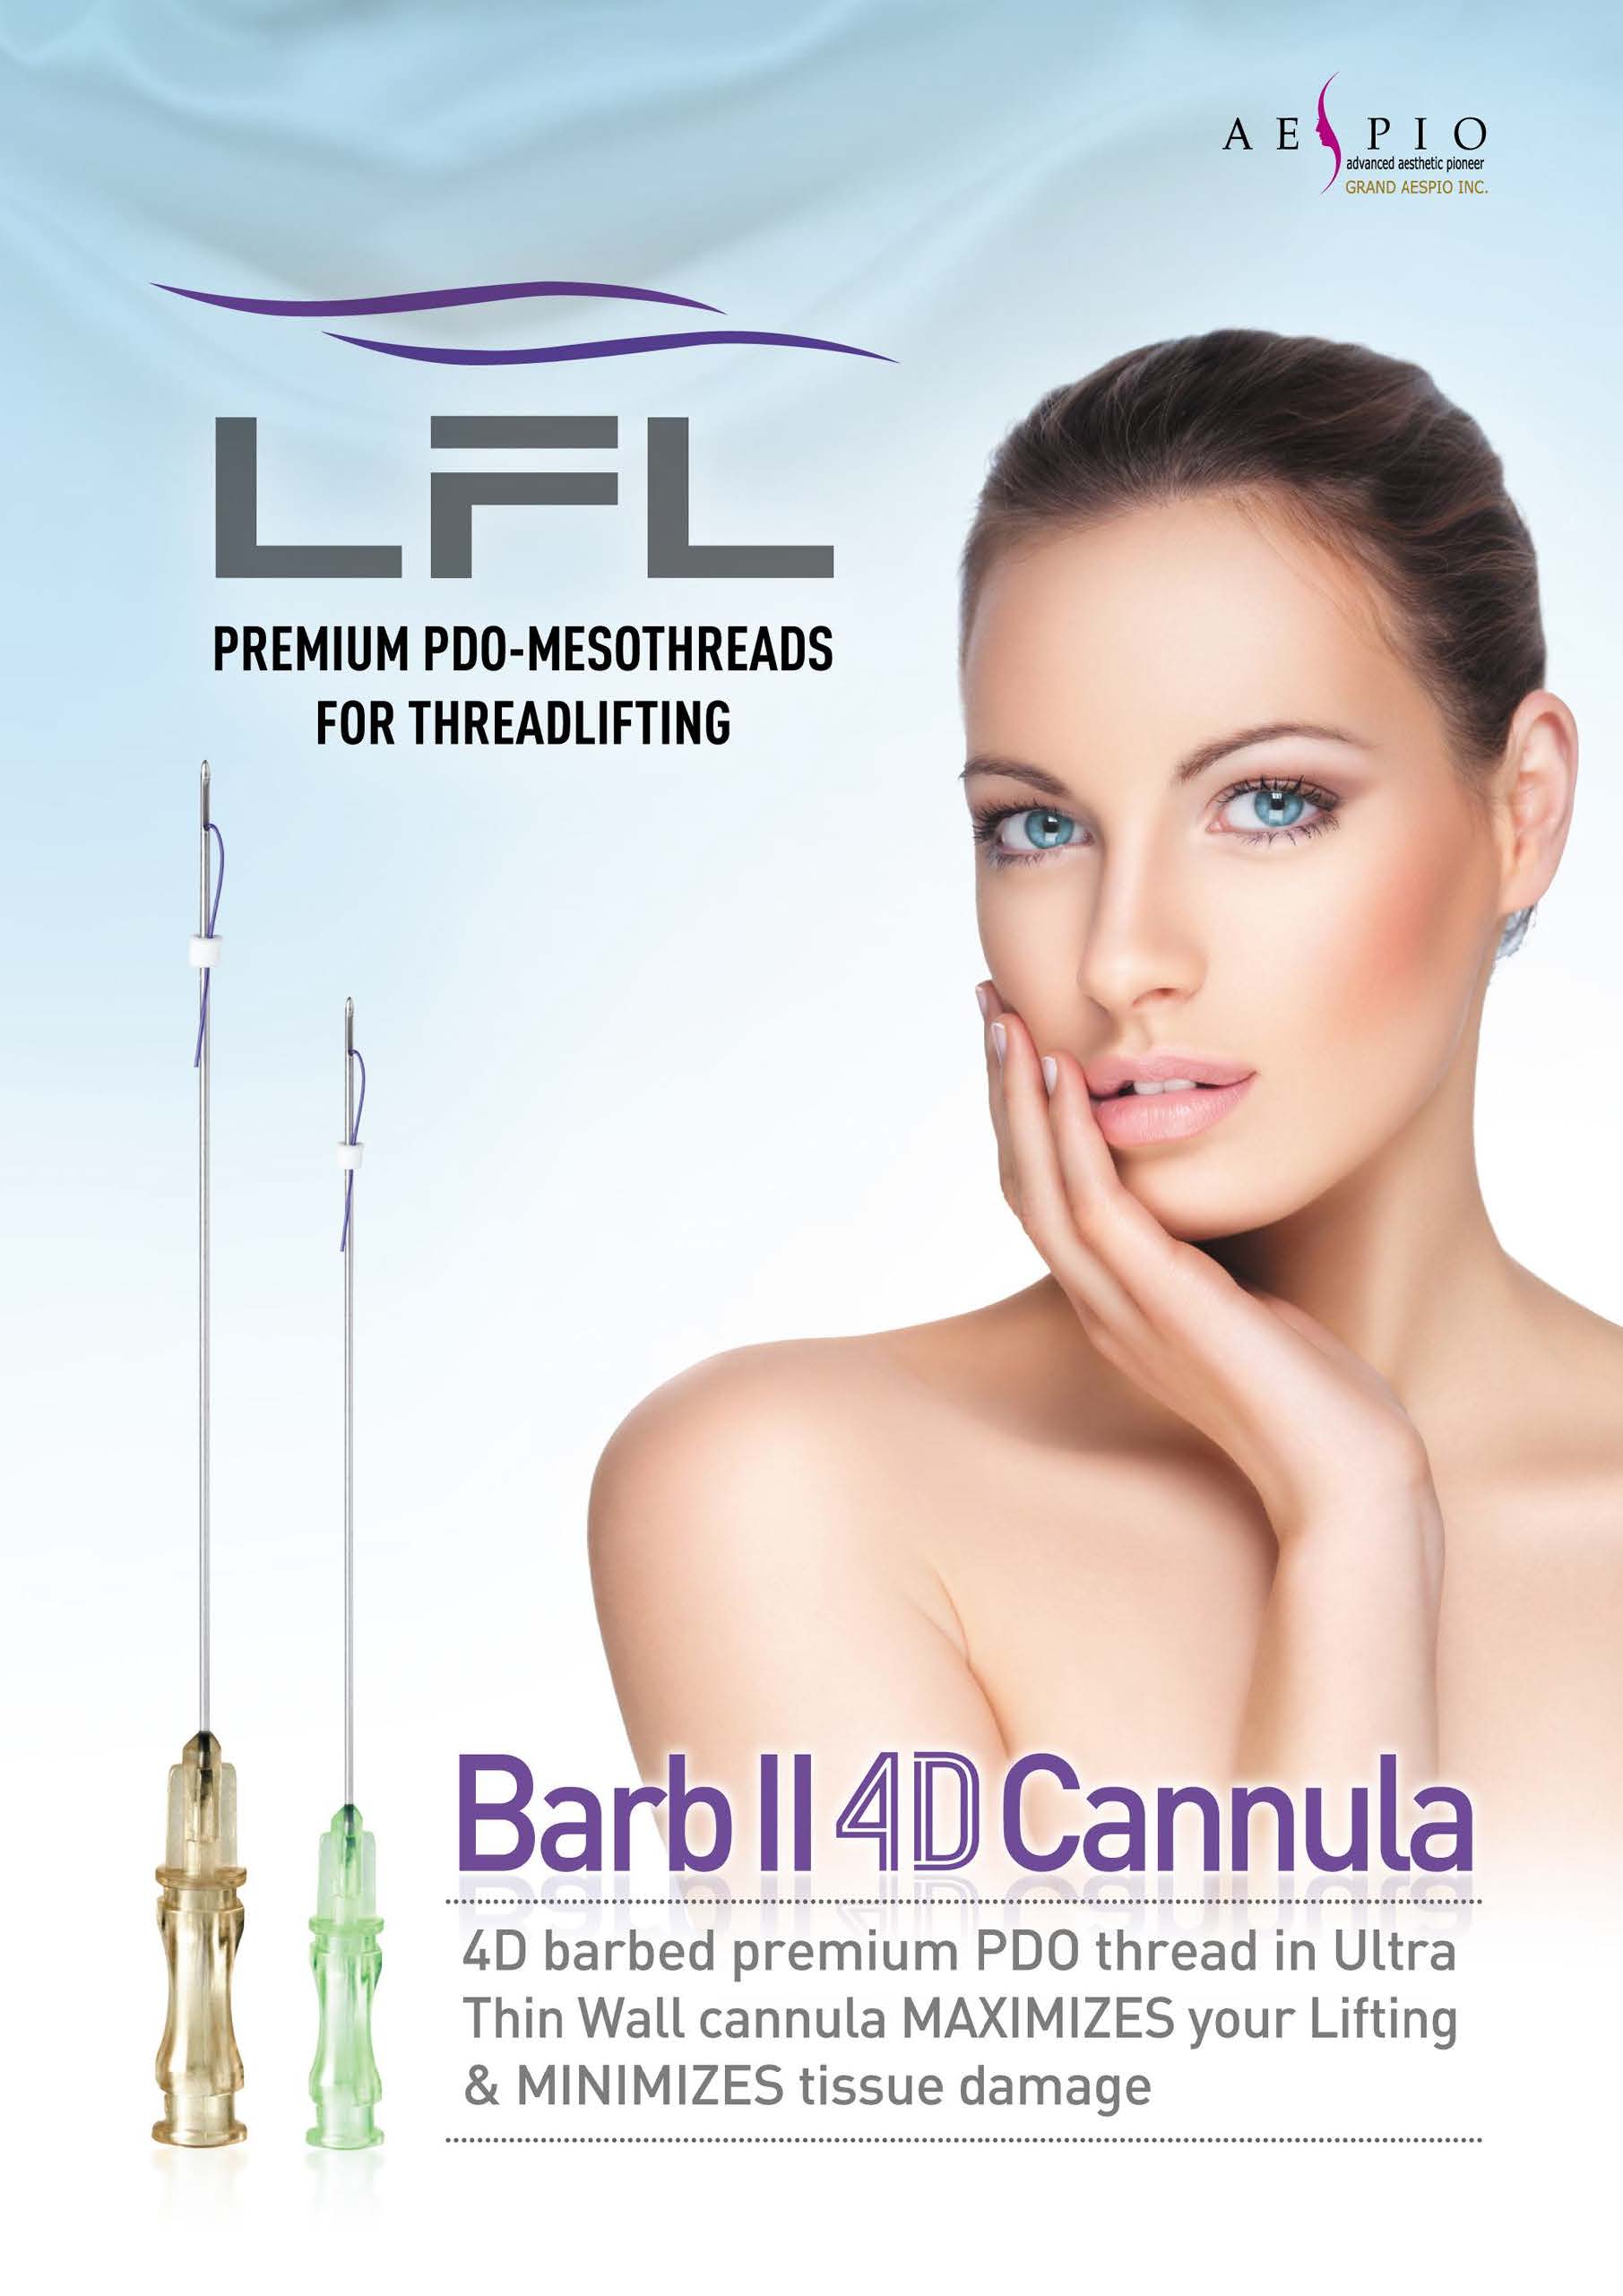 AESPIO
advanced aesthetic pioneer
GRAND AESPIO INC.
LFL
PREMIUM PDO-MESOTHREADS
FOR THREADLIFTING
Barb II 4D Cannula
4D barbed premium PDO thread in Ultra
Thin Wall cannula MAXIMIZES your Lifting
& MINIMIZES tissue damage